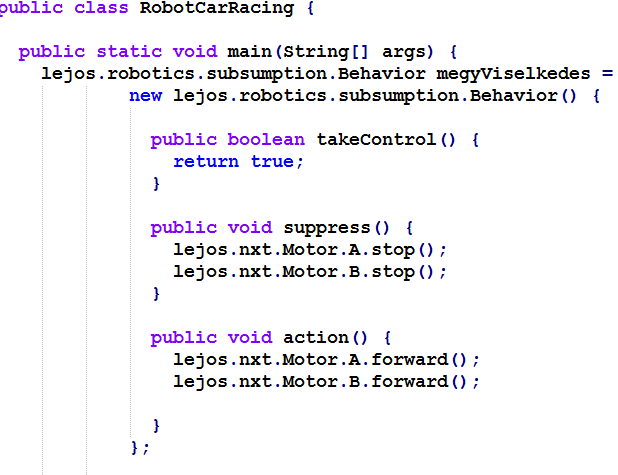 public class RobotCarRacing {
public static void main(String[] args) {
lejos.robotics.subsumption.Behavior megyViselkedes =
new lejos.robotics.subsumption.Behavior() {
public boolean takeControl() {
return true;
}
public void suppress() {
lejos.nxt.Motor.A.stop();
lejos.nxt.Motor.B.stop();
}
public void action() {
lejos.nxt.Motor.A.forward();
lejos.nxt.Motor.B.forward();
}
};